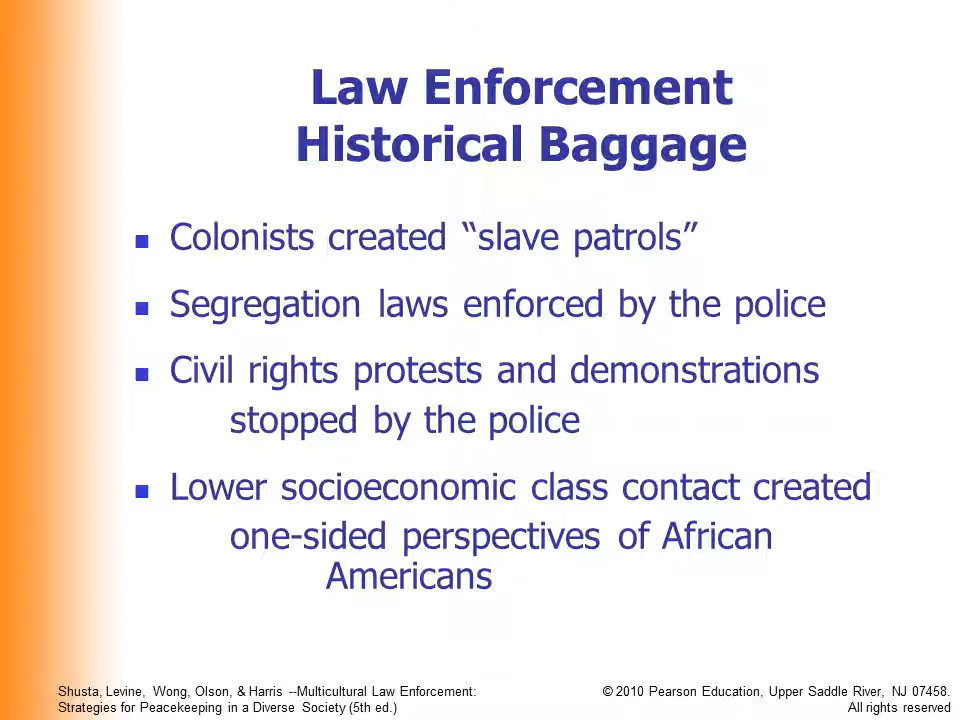 Law Enforcement
Historical Baggage
Colonists created “slave patrols”
Segregation laws enforced by the police
Civil rights protests and demonstrations
stopped by the police
Lower socioeconomic class contact created
one-sided perspectives of African
Americans
Shusta, Levine, Wong, Olson, & Harris --Multicultural Law Enforcement:
Strategies for Peacekeeping in a Diverse Society (5th ed.)
© 2010 Pearson Education, Upper Saddle River, NJ 07458.
All rights reserved